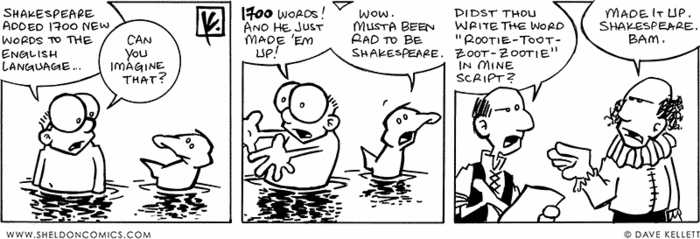 SHAKESPEARE
ADDED 1700 NEW
WORDS TO THE
ENGLISH
LANGUAGE...
CAN
YOU
IMAGINE
THAT?
1700 WORDS!
AND HE JUST
MADE 'EM
UP!
WOW.
MUSTA BEEN
RAD TO BE
SHAKESPEARE.
DIDST THOU
WRITE THE WORD
"ROOTIE-TOOT-
ZOOT-ZOOTIE"
IN MINE
SCRIPT?
MADE IT UP.
SHAKESPEARE.
BAM.
WWW.SHELDONCOMICS.COM
© DAVE KELLETT